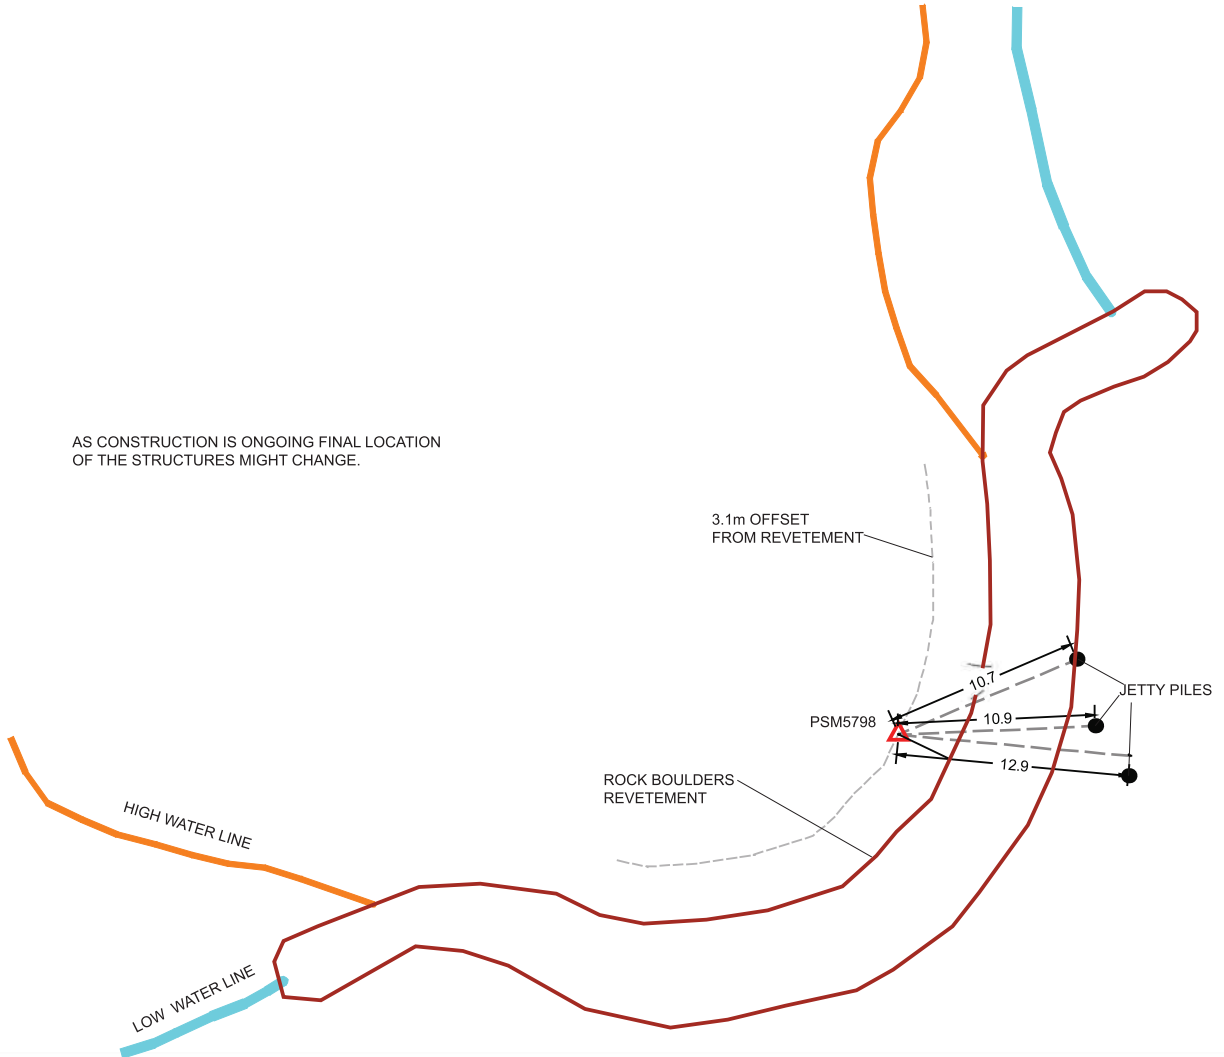 AS CONSTRUCTION IS ONGOING FINAL LOCATION
OF THE STRUCTURES MIGHT CHANGE.
3.1m OFFSET
FROM REVETEMENT
10.7
JETTY PILES
PSM5798
10.9
12.9
ROCK BOULDERS
REVETEMENT
HIGH WATER LINE
LOW WATER LINE